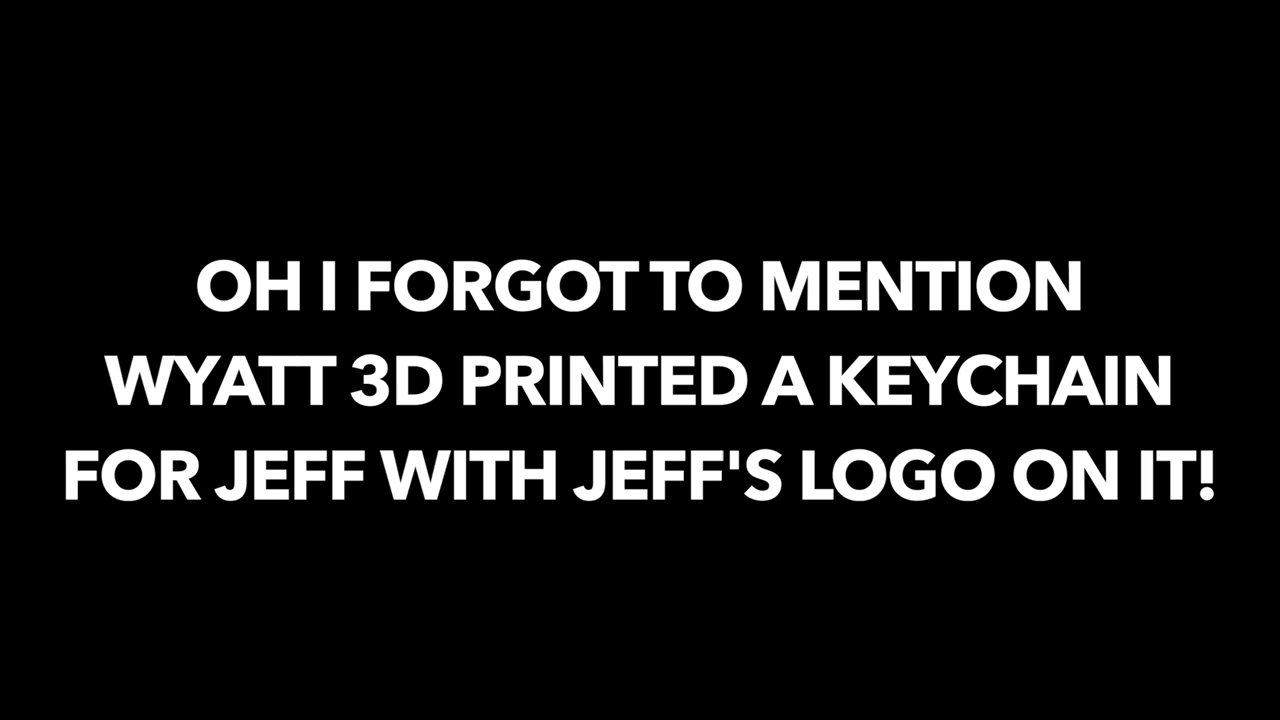 OH I FORGOT TO MENTION
WYATT 3D PRINTED A KEYCHAIN
FOR JEFF WITH JEFF'S LOGO ON IT!